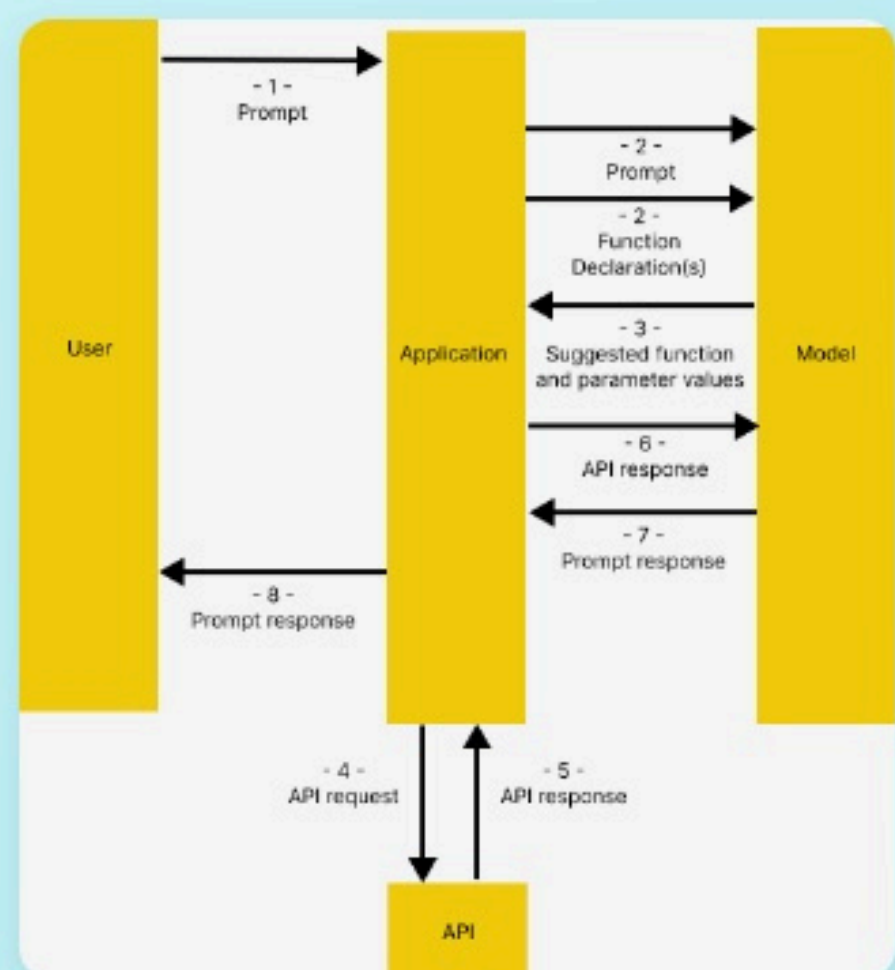 - 1 -
Prompt
- 2 -
Prompt
- 2 -
Function
Declaration(s)
User
Application
- 3 -
Suggested function
and parameter values
Model
- 6 -
API response
- 7 -
Prompt response
- 8 -
Prompt response
- 4 -
API request
- 5 -
API response
API